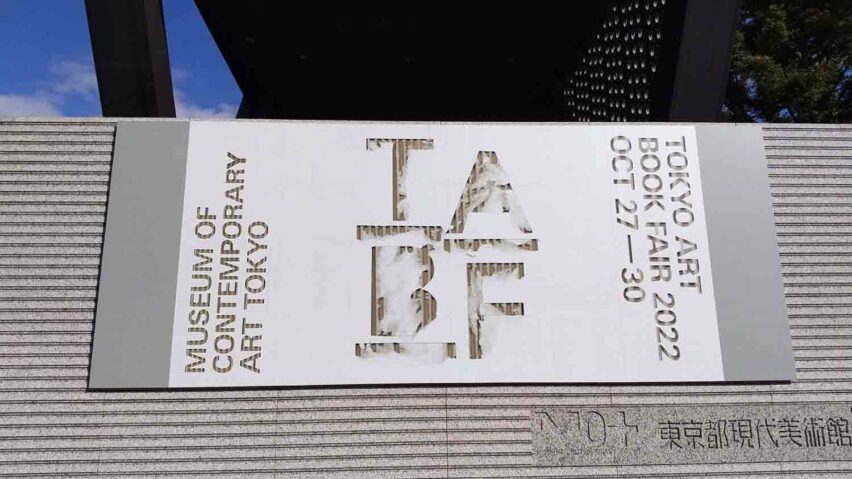 MUSEUM OF
CONTEMPORARY
ART TOKYO
TA
BF
TOKYO ART
BOOK FAIR 2022
OCT 27—30
MOT
東京都現代美術館